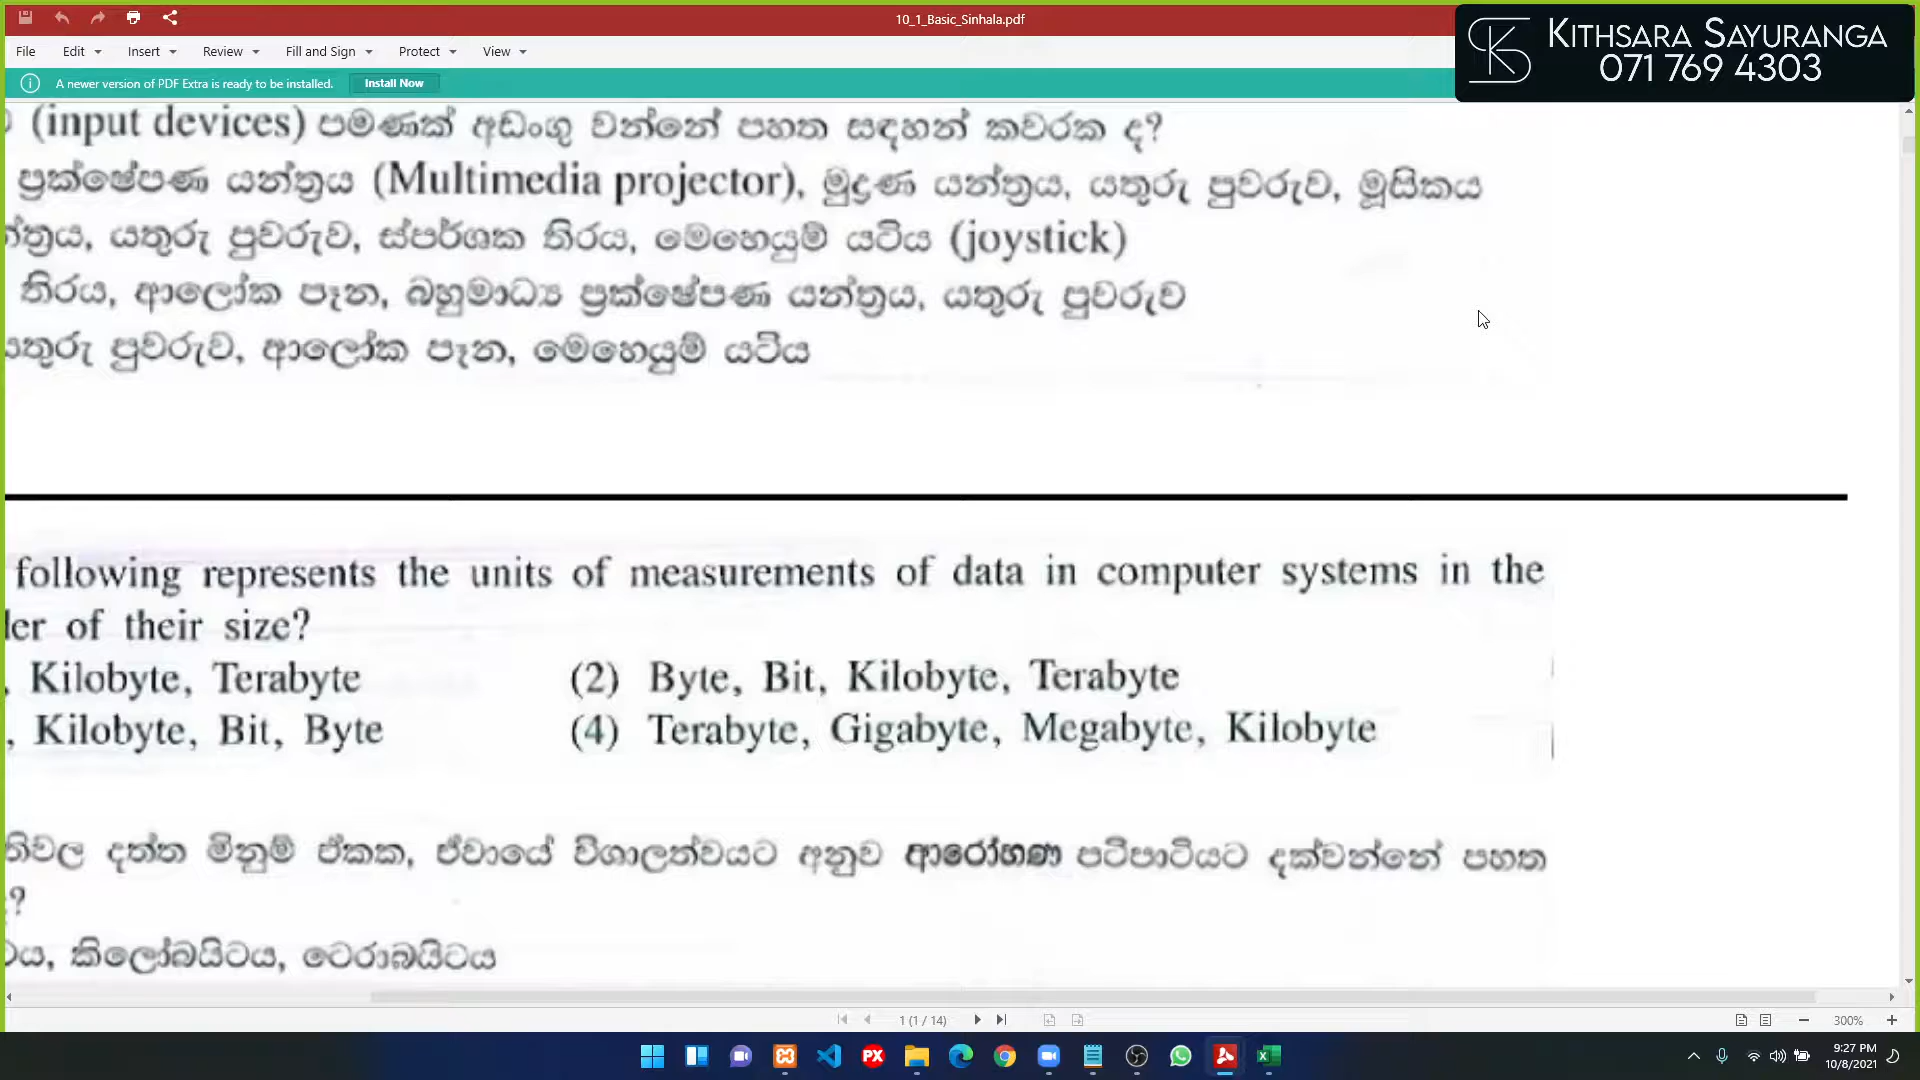 10_1_Basic_Sinhala.pdf
KITHSARA SAYURANGA
071 769 4303
File Edit Insert Review Fill and Sign Protect View
A newer version of PDF Extra is ready to be installed. Install Now
(input devices) පමණක් අඩංගු වන්නේ පහත සඳහන් කවරක ද?
ප්‍රක්ෂේපණ යන්ත්‍රය (Multimedia projector), මුද්‍රණ යන්ත්‍රය, යතුරු පුවරුව, මූසිකය
යතුරු පුවරුව, ස්පර්ශක තිරය, මෙහෙයුම් යටිය (joystick)
තිරය, ආලෝක පෑන, බහුමාධ්‍ය ප්‍රක්ෂේපණ යන්ත්‍රය, යතුරු පුවරුව
පුවරුව, ආලෝක පෑන, මෙහෙයුම් යටිය
following represents the units of measurements of data in computer systems in the
of their size?
, Kilobyte, Terabyte (2) Byte, Bit, Kilobyte, Terabyte
, Kilobyte, Bit, Byte (4) Terabyte, Gigabyte, Megabyte, Kilobyte
දත්ත මිනුම් ඒකක, ඒවායේ විශාලත්වයට අනුව ආරෝහණ පටිපාටියට දක්වන්නේ පහත
?
කිලෝබයිටය, ටෙරාබයිටය
1 (1 / 14) 300%
9:27 PM
10/8/2021